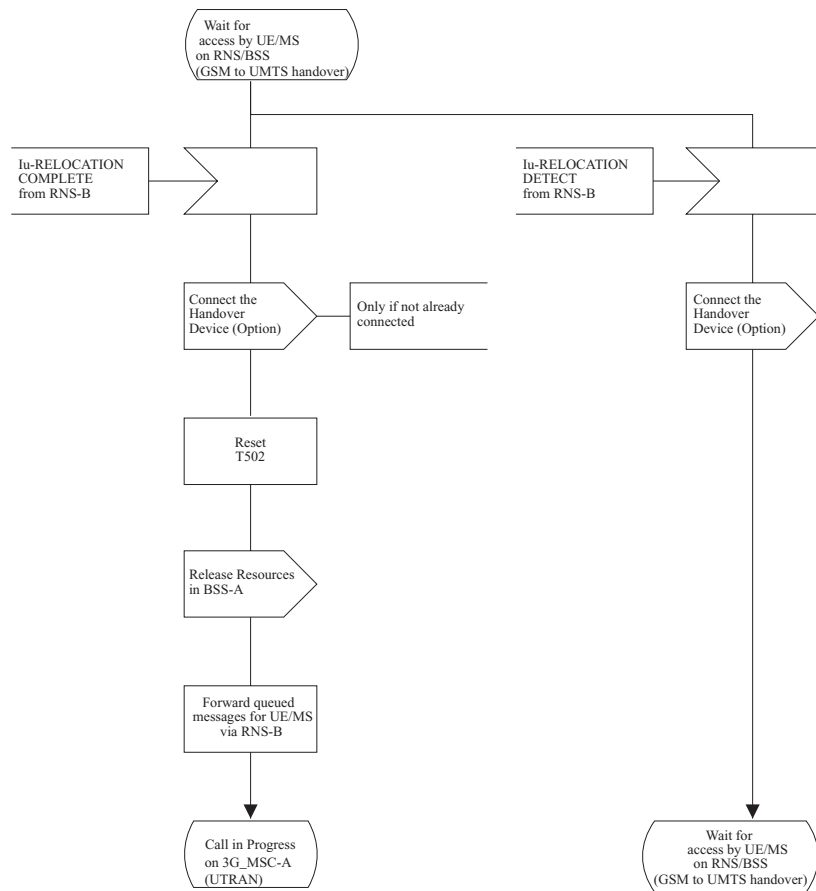 Wait for
access by UE/MS
on RNS/BSS
(GSM to UMTS handover)
Iu-RELOCATION
COMPLETE
from RNS-B
Iu-RELOCATION
DETECT
from RNS-B
Connect the
Handover
Device (Option)
Only if not already
connected
Connect the
Handover
Device (Option)
Reset
T502
Release Resources
in BSS-A
Forward queued
messages for UE/MS
via RNS-B
Call in Progress
on 3G_MSC-A
(UTRAN)
Wait for
access by UE/MS
on RNS/BSS
(GSM to UMTS handover)